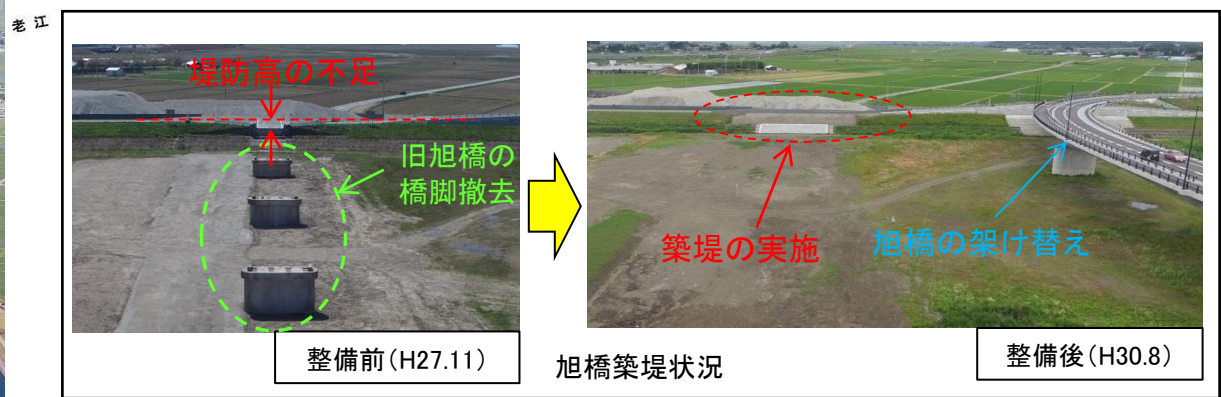 老江
堤防高の不足
旧旭橋の
橋脚撤去
整備前(H27.11)
築堤の実施
旭橋の架け替え
整備後(H30.8)
旭橋築堤状況